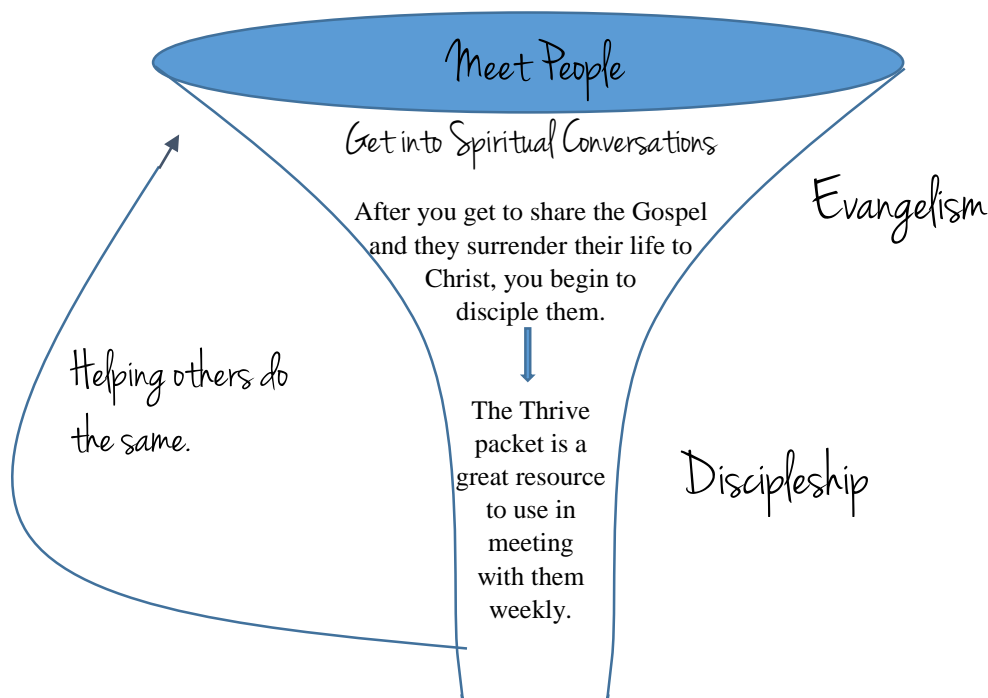 Meet People
Get into Spiritual Conversations
After you get to share the Gospel
and they surrender their life to
Christ, you begin to
disciple them.
Evangelism
Helping others do
the same.
The Thrive
packet is a
great resource
to use in
meeting
with them
weekly.
Discipleship